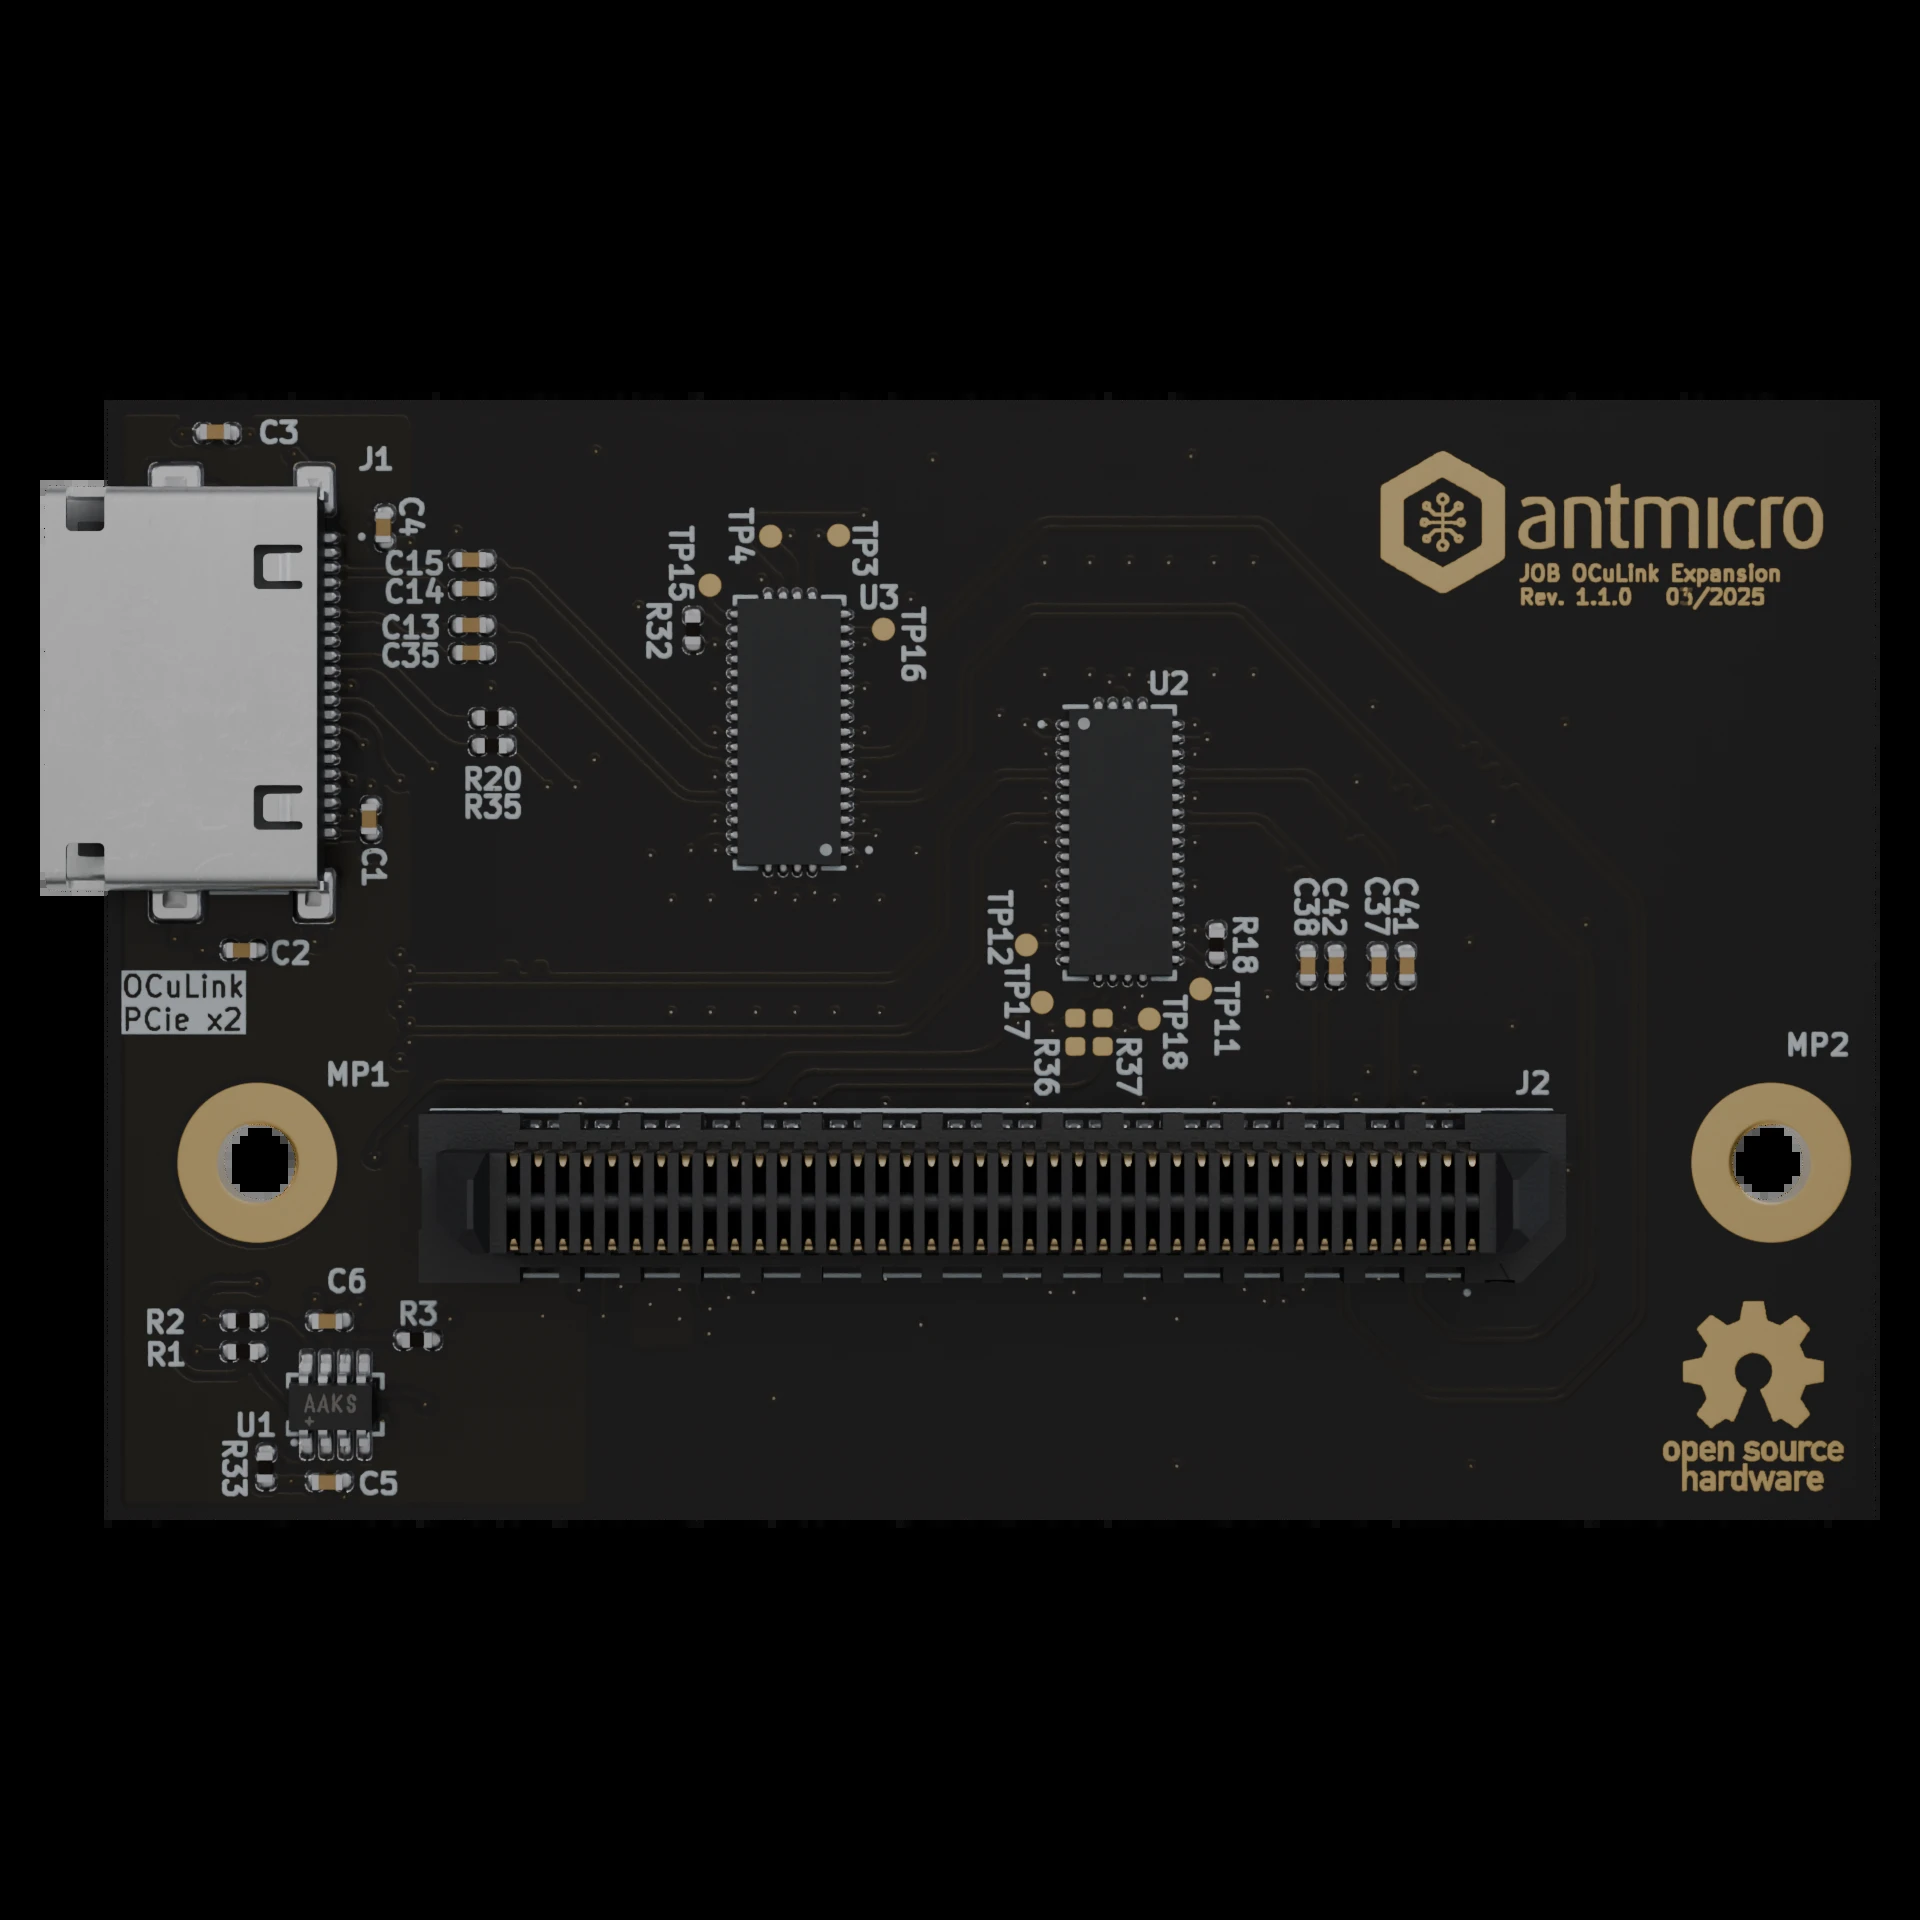 C3
J1
C4
C15
C14
C13
C35
R20
R35
C1
C2
OCuLink
PCie x2
TP4
TP3
TP15
U3
R32
TP16
antmicro
JOB OCuLink Expansion
Rev. 1.1.0 03/2025
U2
C38
C42
C37
C41
TP12
R18
TP17
TP11
TP18
R36
R37
MP1
MP2
J2
C6
R2
R1
R3
AAKS
+
U1
R33
C5
open source
hardware